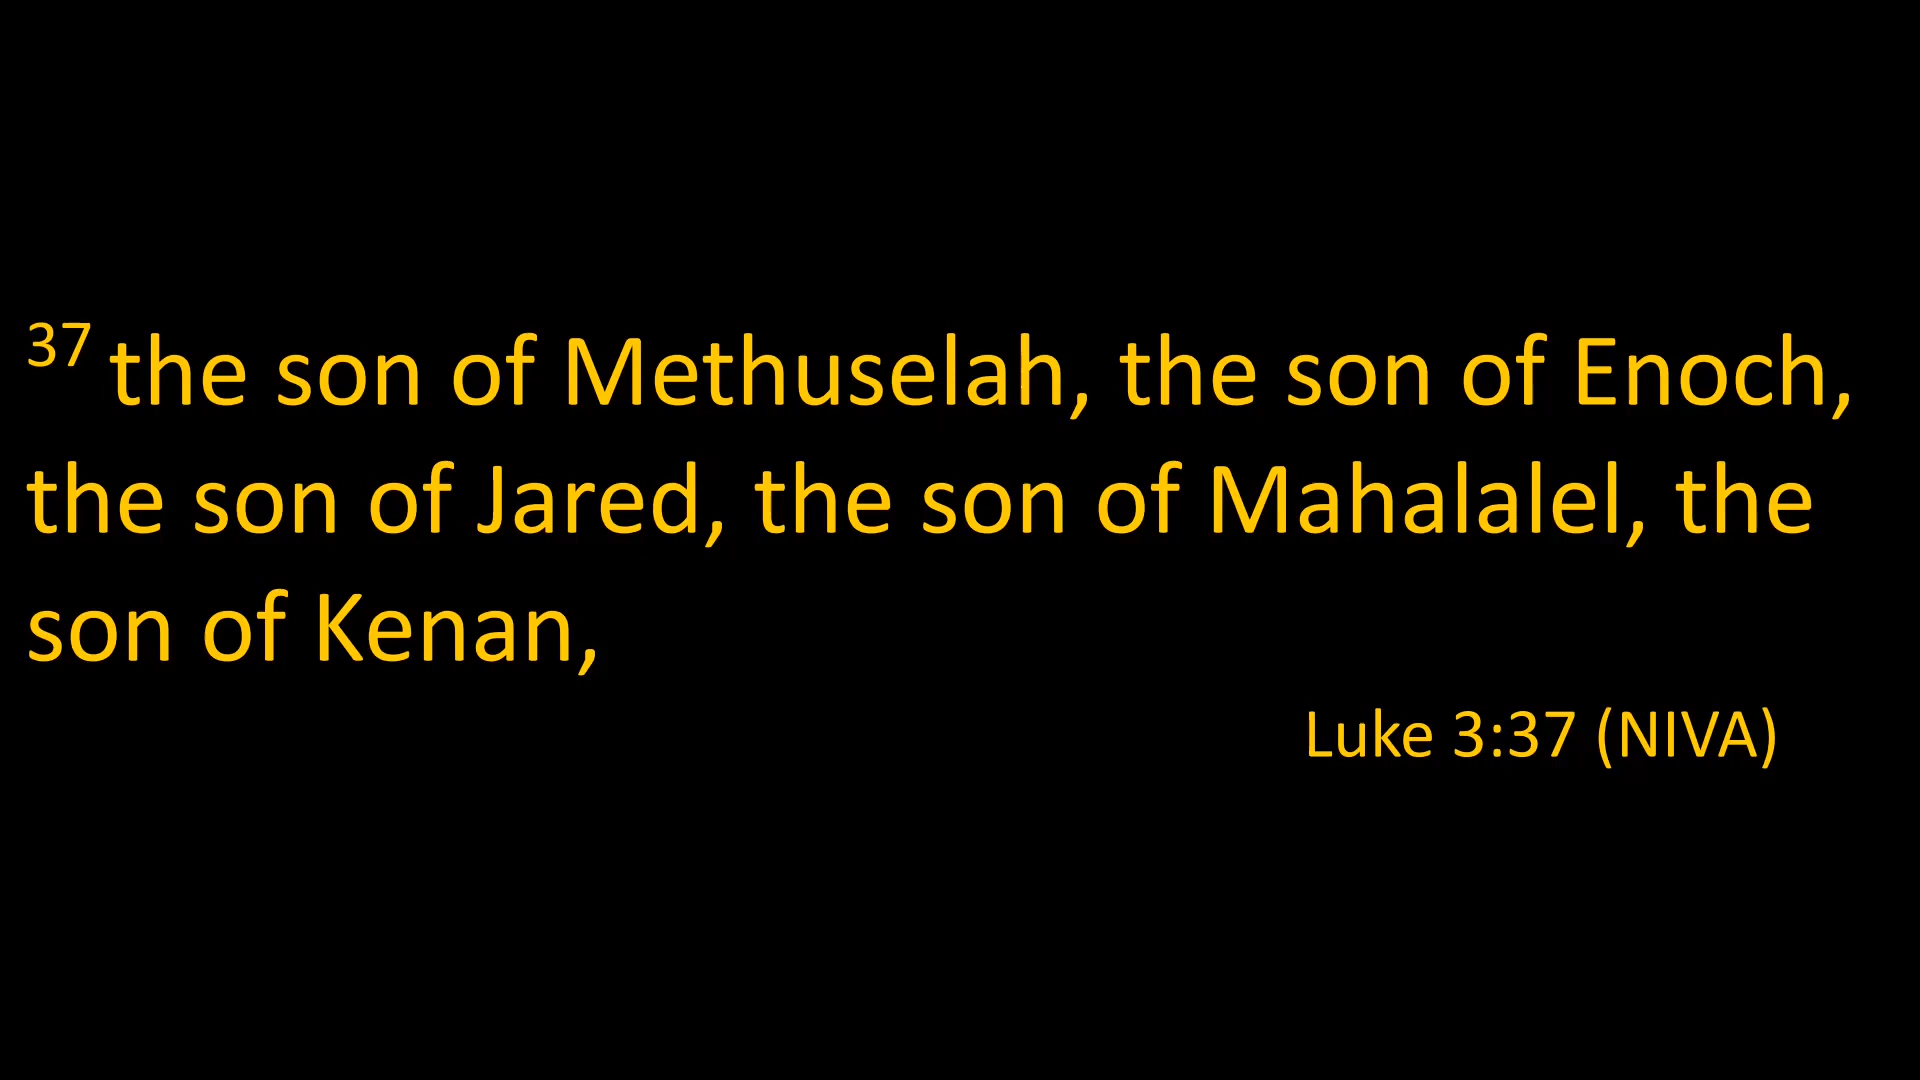 37 the son of Methuselah, the son of Enoch,
the son of Jared, the son of Mahalalel, the
son of Kenan,
Luke 3:37 (NIVA)